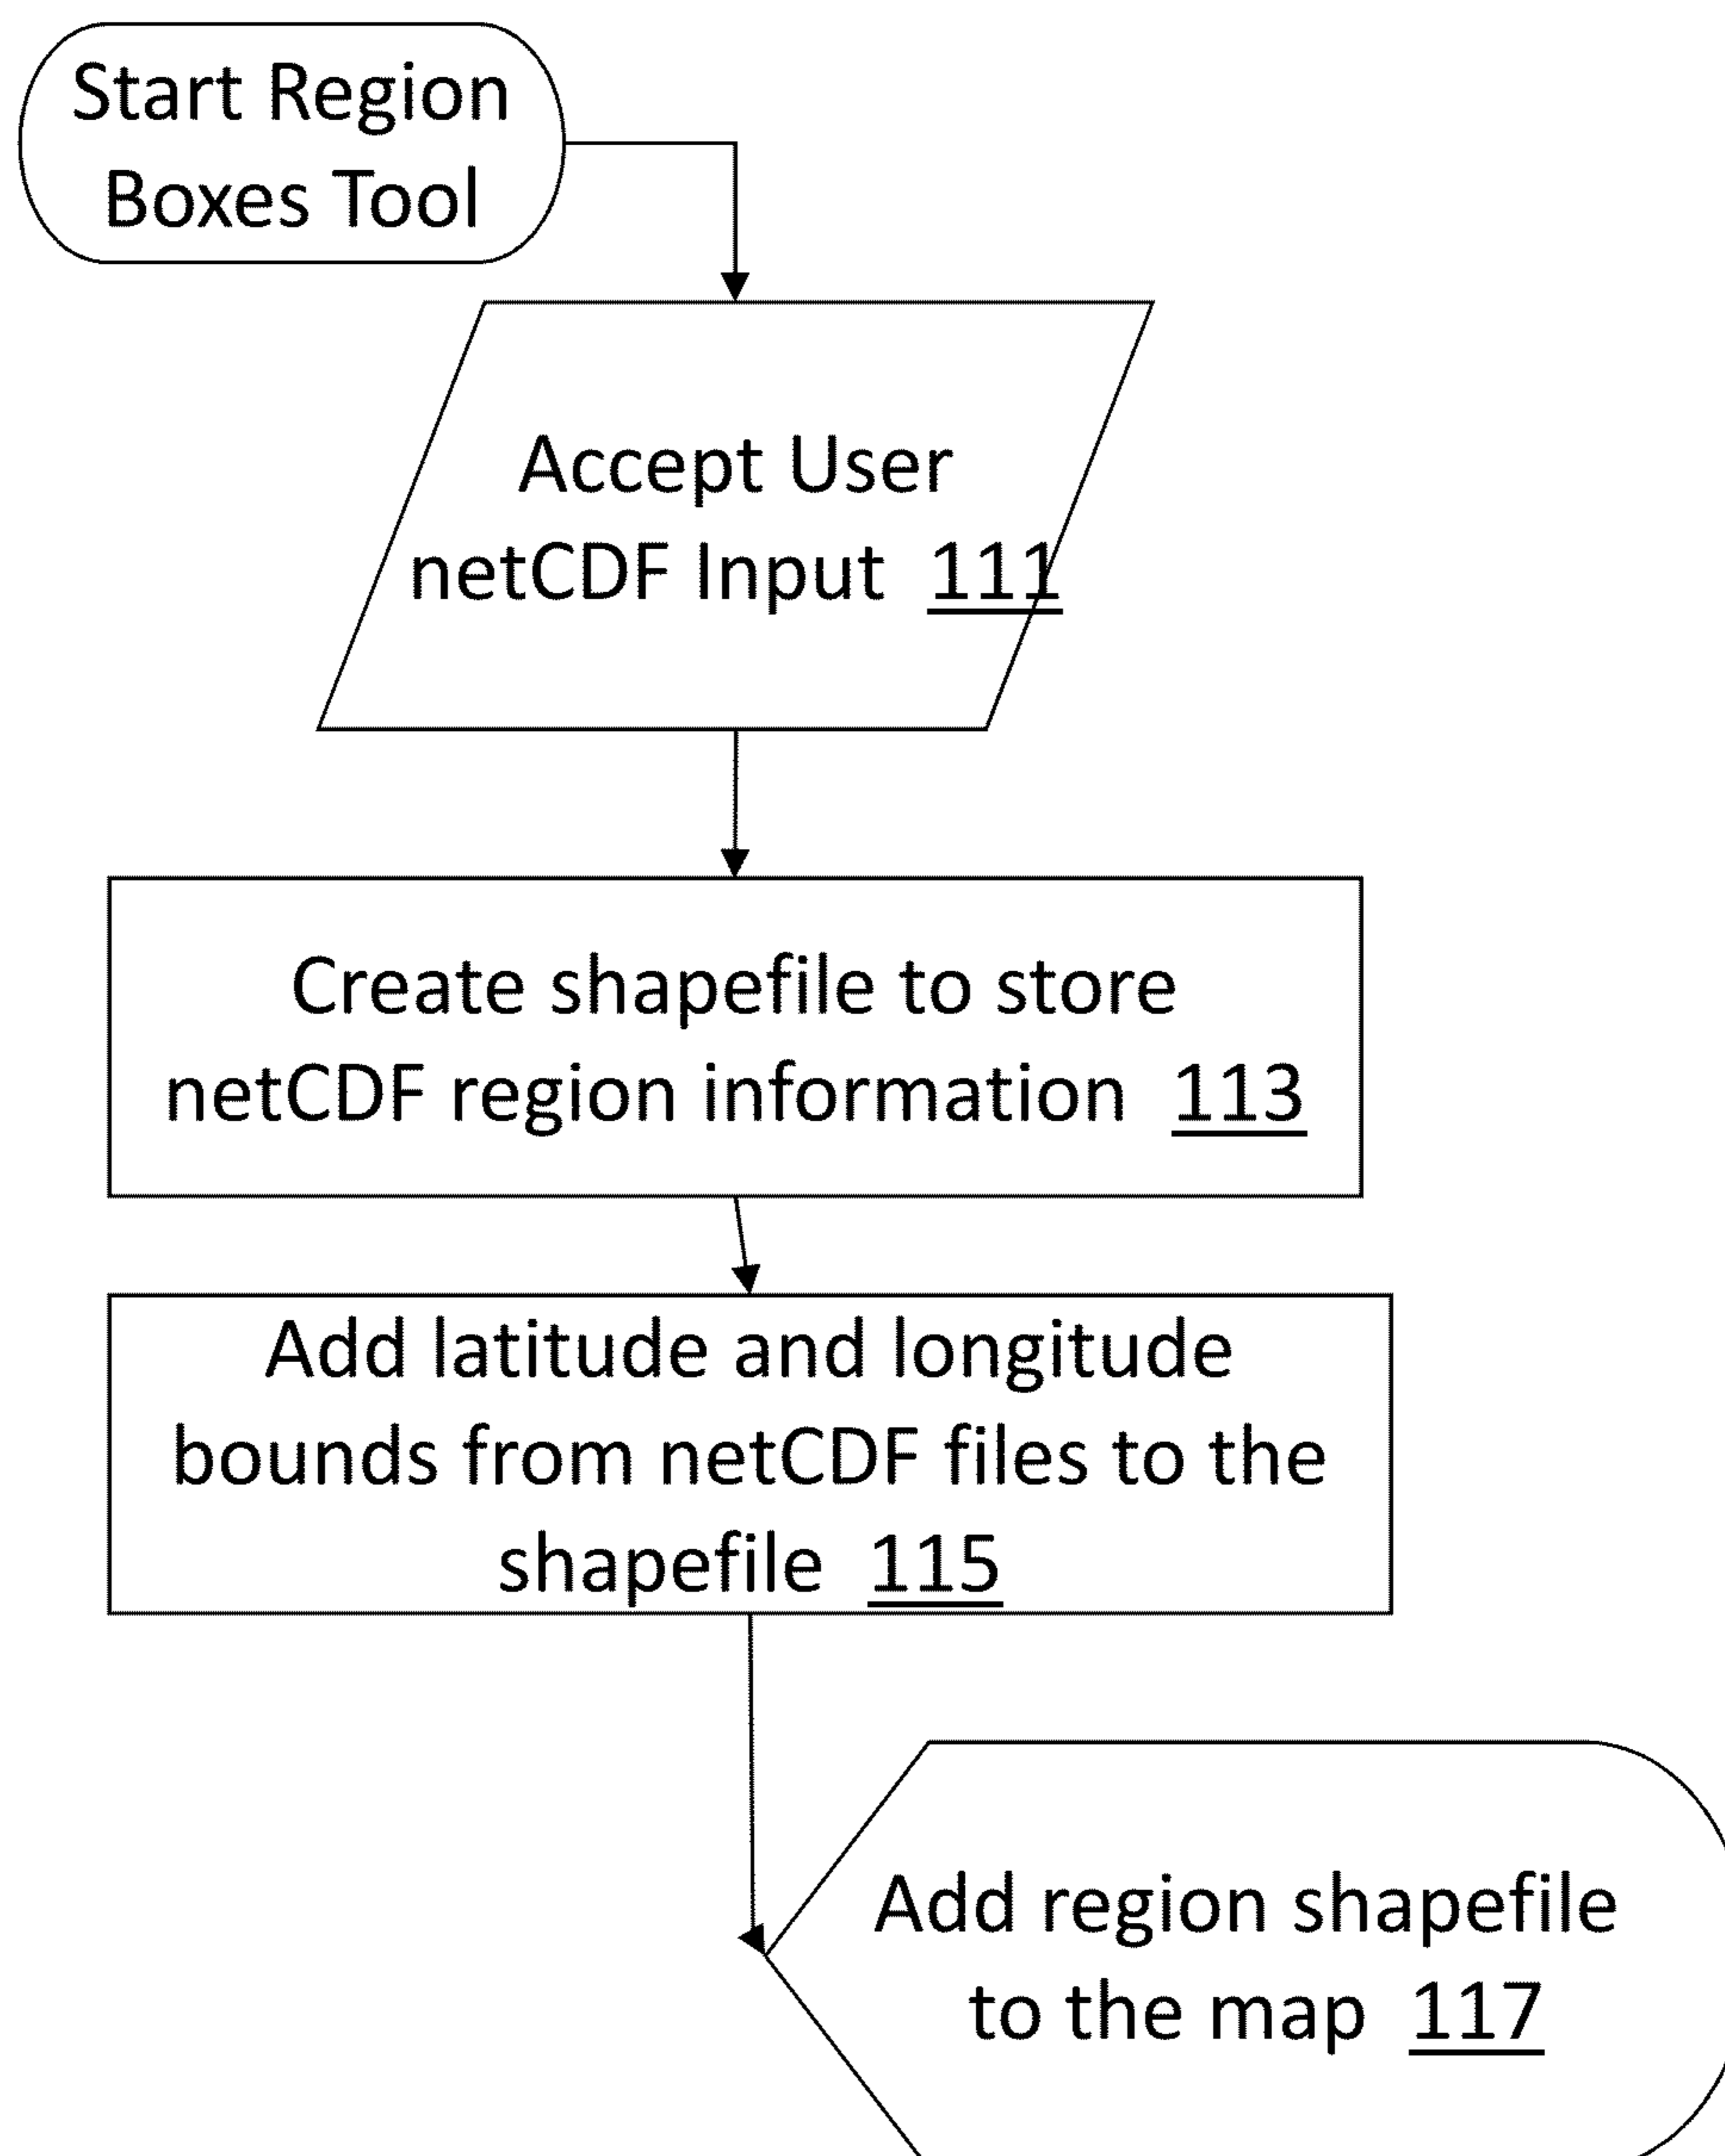 Start Region
Boxes Tool
Accept User
netCDF Input 111
Create shapefile to store
netCDF region information 113
Add latitude and longitude
bounds from netCDF files to the
shapefile 115
Add region shapefile
to the map 117